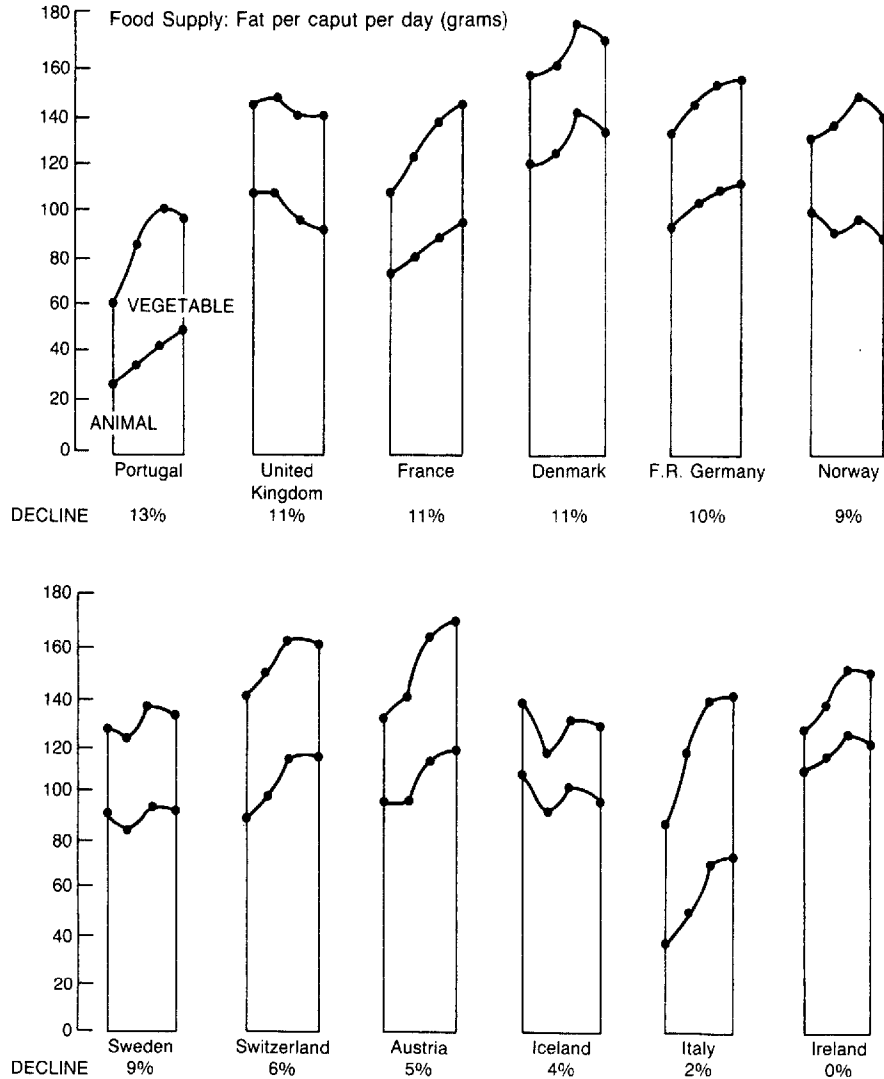 Food Supply: Fat per caput per day (grams)
180
160
140
120
100
80
60
40
20
0
VEGETABLE
ANIMAL
Portugal United Kingdom France Denmark F.R. Germany Norway
DECLINE 13% 11% 11% 11% 10% 9%
180
160
140
120
100
80
60
40
20
0
Sweden Switzerland Austria Iceland Italy Ireland
DECLINE 9% 6% 5% 4% 2% 0%